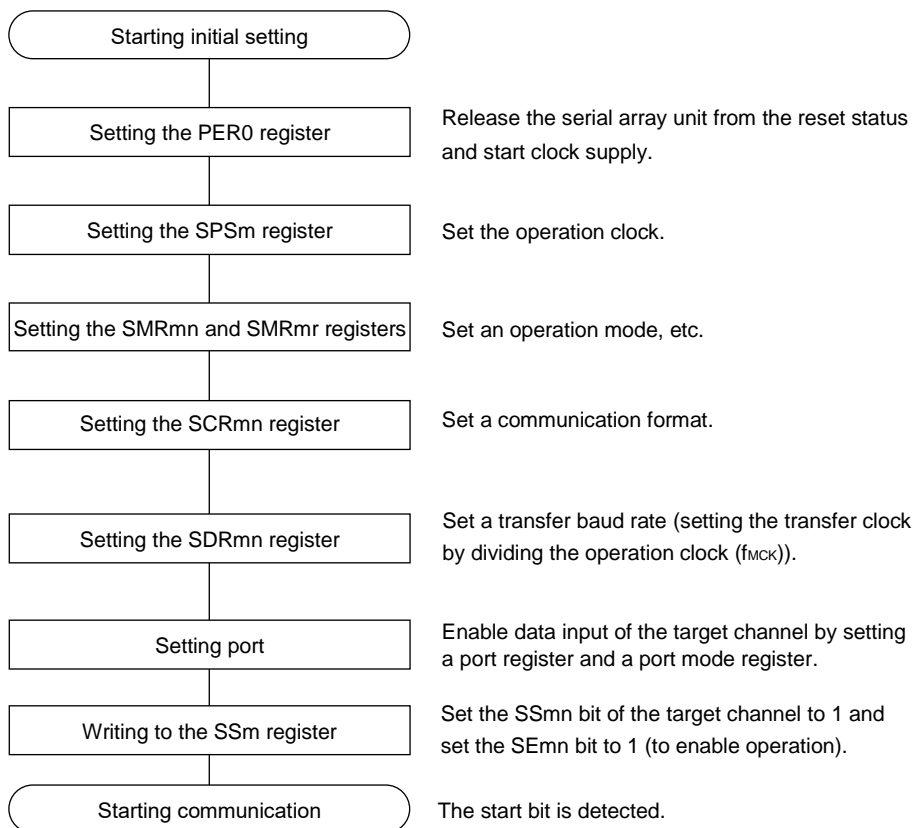 Starting initial setting
Setting the PER0 register
Release the serial array unit from the reset status
and start clock supply.
Setting the SPSm register
Set the operation clock.
Setting the SMRmn and SMRmr registers
Set an operation mode, etc.
Setting the SCRmn register
Set a communication format.
Setting the SDRmn register
Set a transfer baud rate (setting the transfer clock
by dividing the operation clock (fMCK)).
Setting port
Enable data input of the target channel by setting
a port register and a port mode register.
Writing to the SSm register
Set the SSmn bit of the target channel to 1 and
set the SEmn bit to 1 (to enable operation).
Starting communication
The start bit is detected.